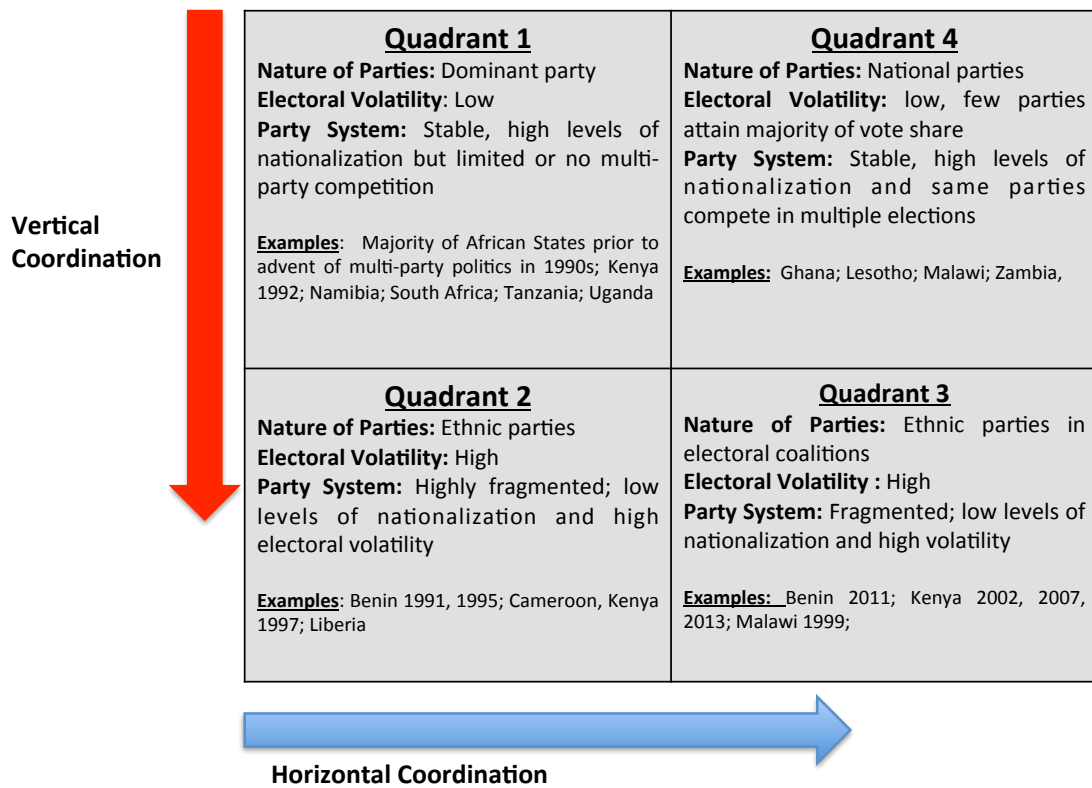 Quadrant 1
Nature of Parties: Dominant party
Electoral Volatility: Low
Party System: Stable, high levels of
nationalization but limited or no multi-
party competition
Examples: Majority of African States prior to
advent of multi-party politics in 1990s; Kenya
1992; Namibia; South Africa; Tanzania; Uganda
Quadrant 4
Nature of Parties: National parties
Electoral Volatility: low, few parties
attain majority of vote share
Party System: Stable, high levels of
nationalization and same parties
compete in multiple elections
Examples: Ghana; Lesotho; Malawi; Zambia,
Vertical
Coordination
Quadrant 2
Nature of Parties: Ethnic parties
Electoral Volatility: High
Party System: Highly fragmented; low
levels of nationalization and high
electoral volatility
Examples: Benin 1991, 1995; Cameroon, Kenya
1997; Liberia
Quadrant 3
Nature of Parties: Ethnic parties in
electoral coalitions
Electoral Volatility : High
Party System: Fragmented; low levels of
nationalization and high volatility
Examples: Benin 2011; Kenya 2002, 2007,
2013; Malawi 1999;
Horizontal Coordination